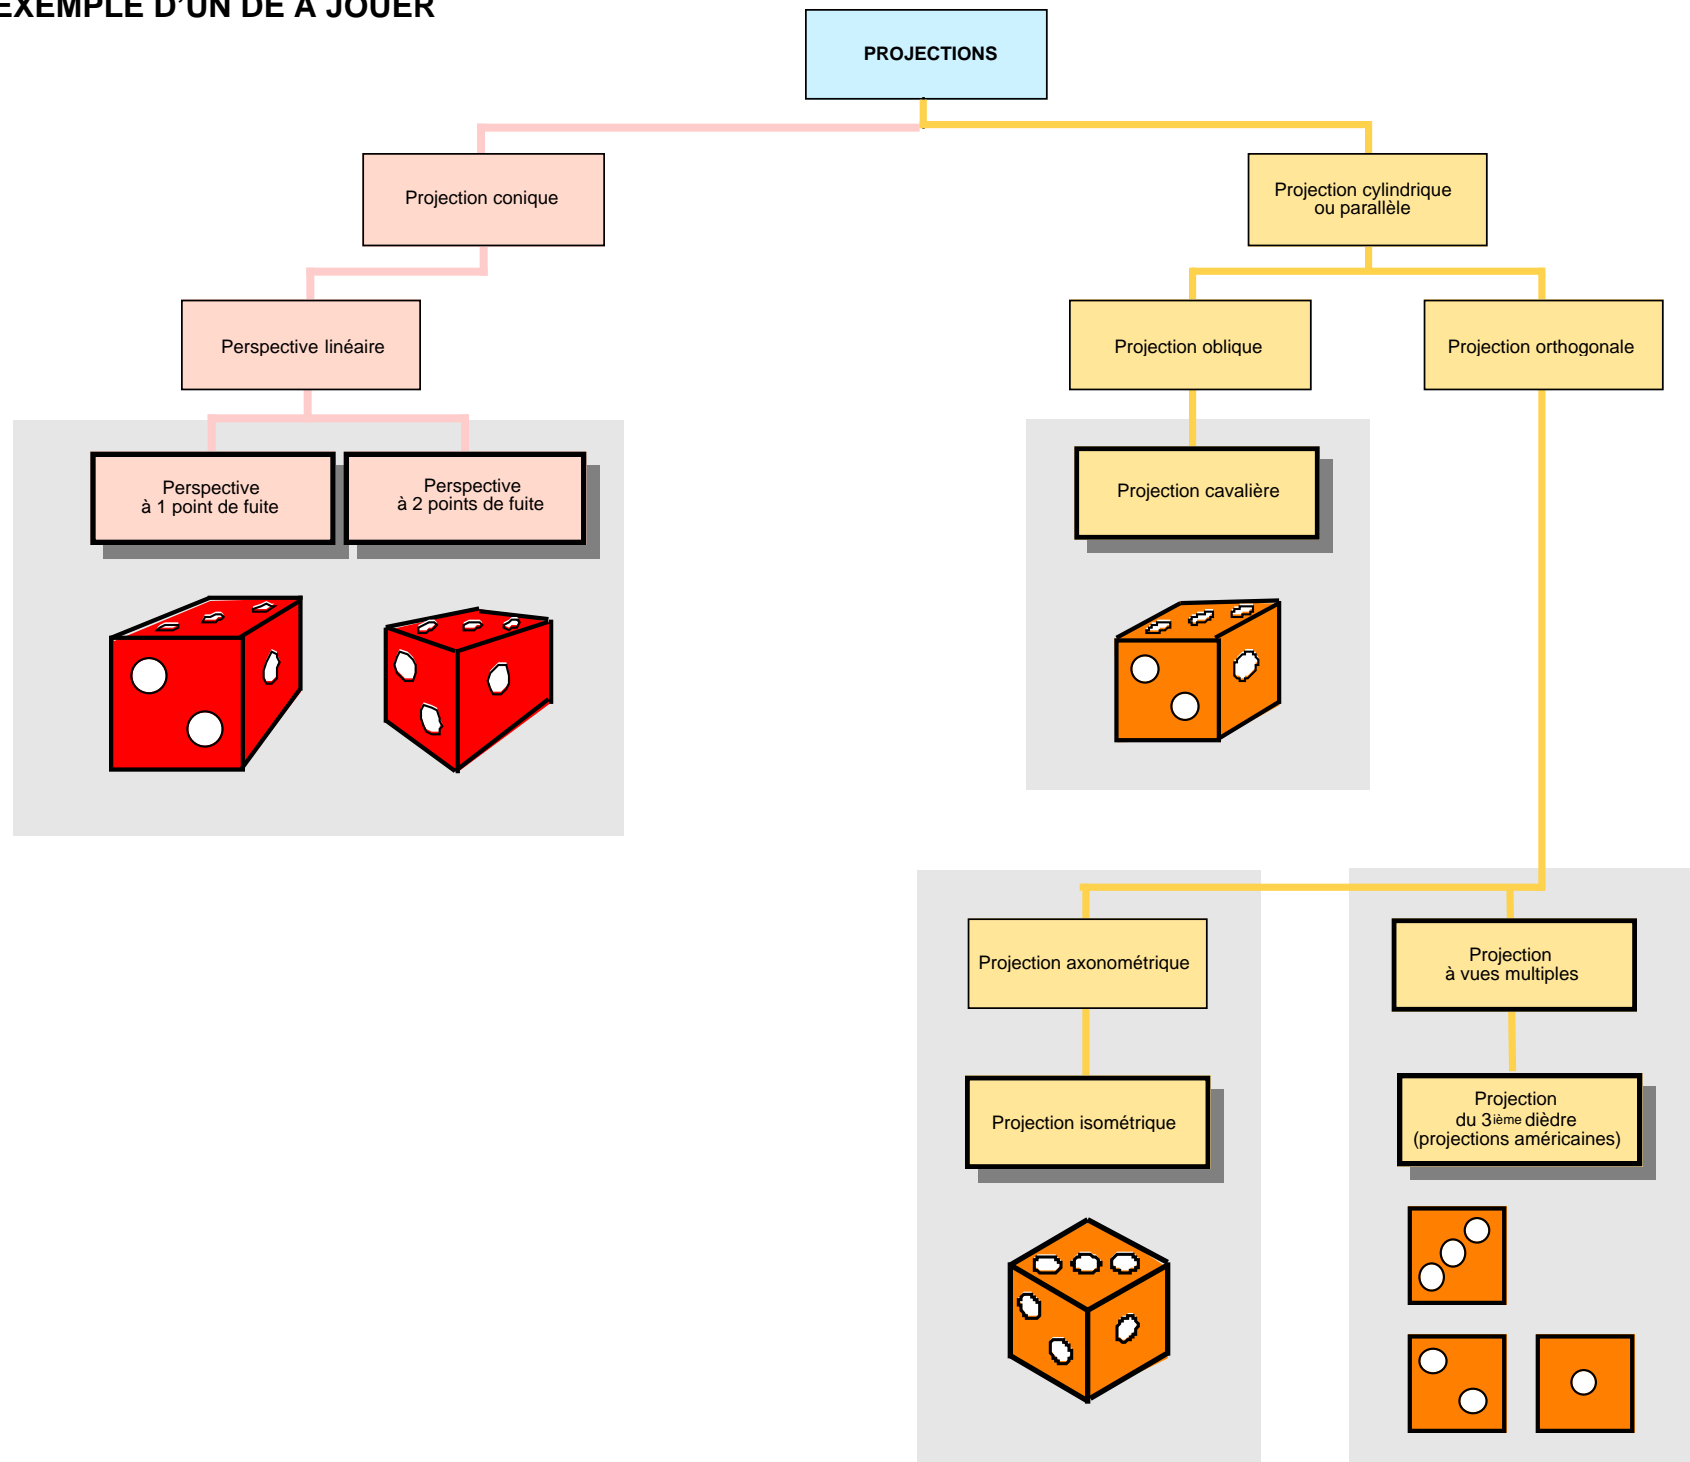 EXEMPLE D’UN DE A JOUER
PROJECTIONS
Projection conique
Projection cylindrique
ou parallèle
Perspective linéaire
Projection oblique
Projection orthogonale
Perspective
à 1 point de fuite
Perspective
à 2 points de fuite
Projection cavalière
Projection axonométrique
Projection
à vues multiples
Projection isométrique
Projection
du 3ième dièdre
(projections américaines)